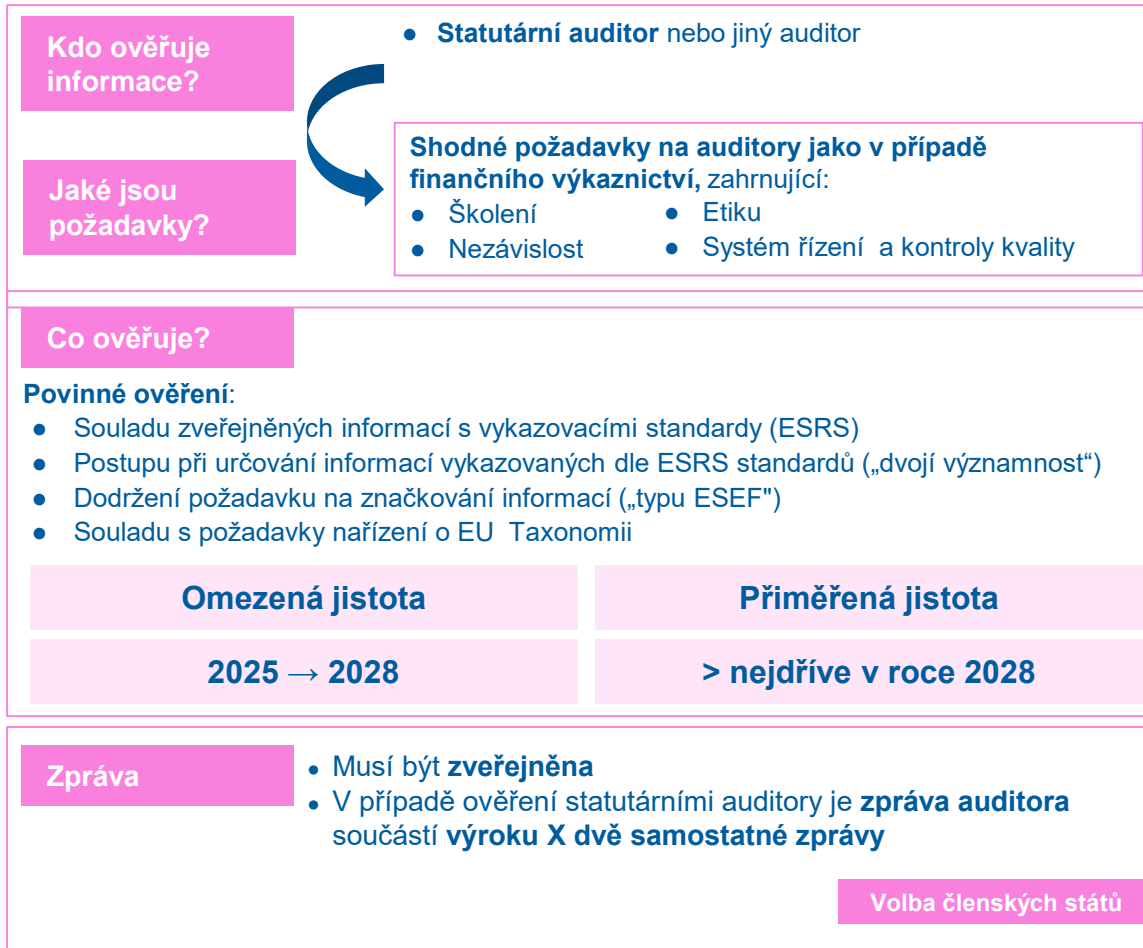 Kdo ověřuje
informace?
● Statutární auditor nebo jiný auditor
Jaké jsou
požadavky?
Shodné požadavky na auditory jako v případě
finančního výkaznictví, zahrnující:
● Školení ● Etiku
● Nezávislost ● Systém řízení a kontroly kvality
Co ověřuje?
Povinné ověření:
● Souladu zveřejněných informací s vykazovacími standardy (ESRS)
● Postupu při určování informací vykazovaných dle ESRS standardů („dvojí významnost“)
● Dodržení požadavku na značkování informací („typu ESEF")
● Souladu s požadavky nařízení o EU Taxonomii
Omezená jistota Přiměřená jistota
2025 → 2028 > nejdříve v roce 2028
Zpráva
● Musí být zveřejněna
● V případě ověření statutárními auditory je zpráva auditora
součástí výroku X dvě samostatné zprávy
Volba členských států